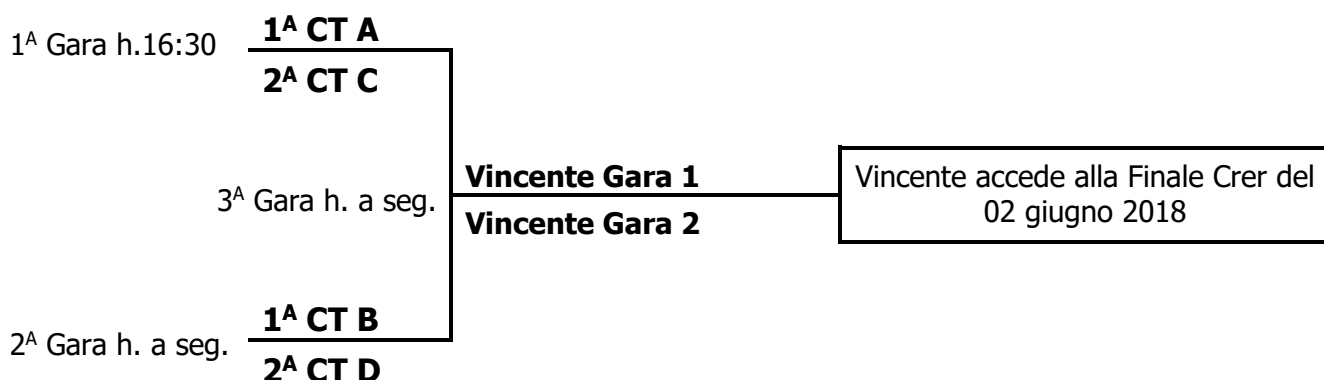 1ᴬ Gara h.16:30
1ᴬ CT A
2ᴬ CT C
3ᴬ Gara h. a seg.
Vincente Gara 1
Vincente Gara 2
Vincente accede alla Finale Crer del
02 giugno 2018
2ᴬ Gara h. a seg.
1ᴬ CT B
2ᴬ CT D